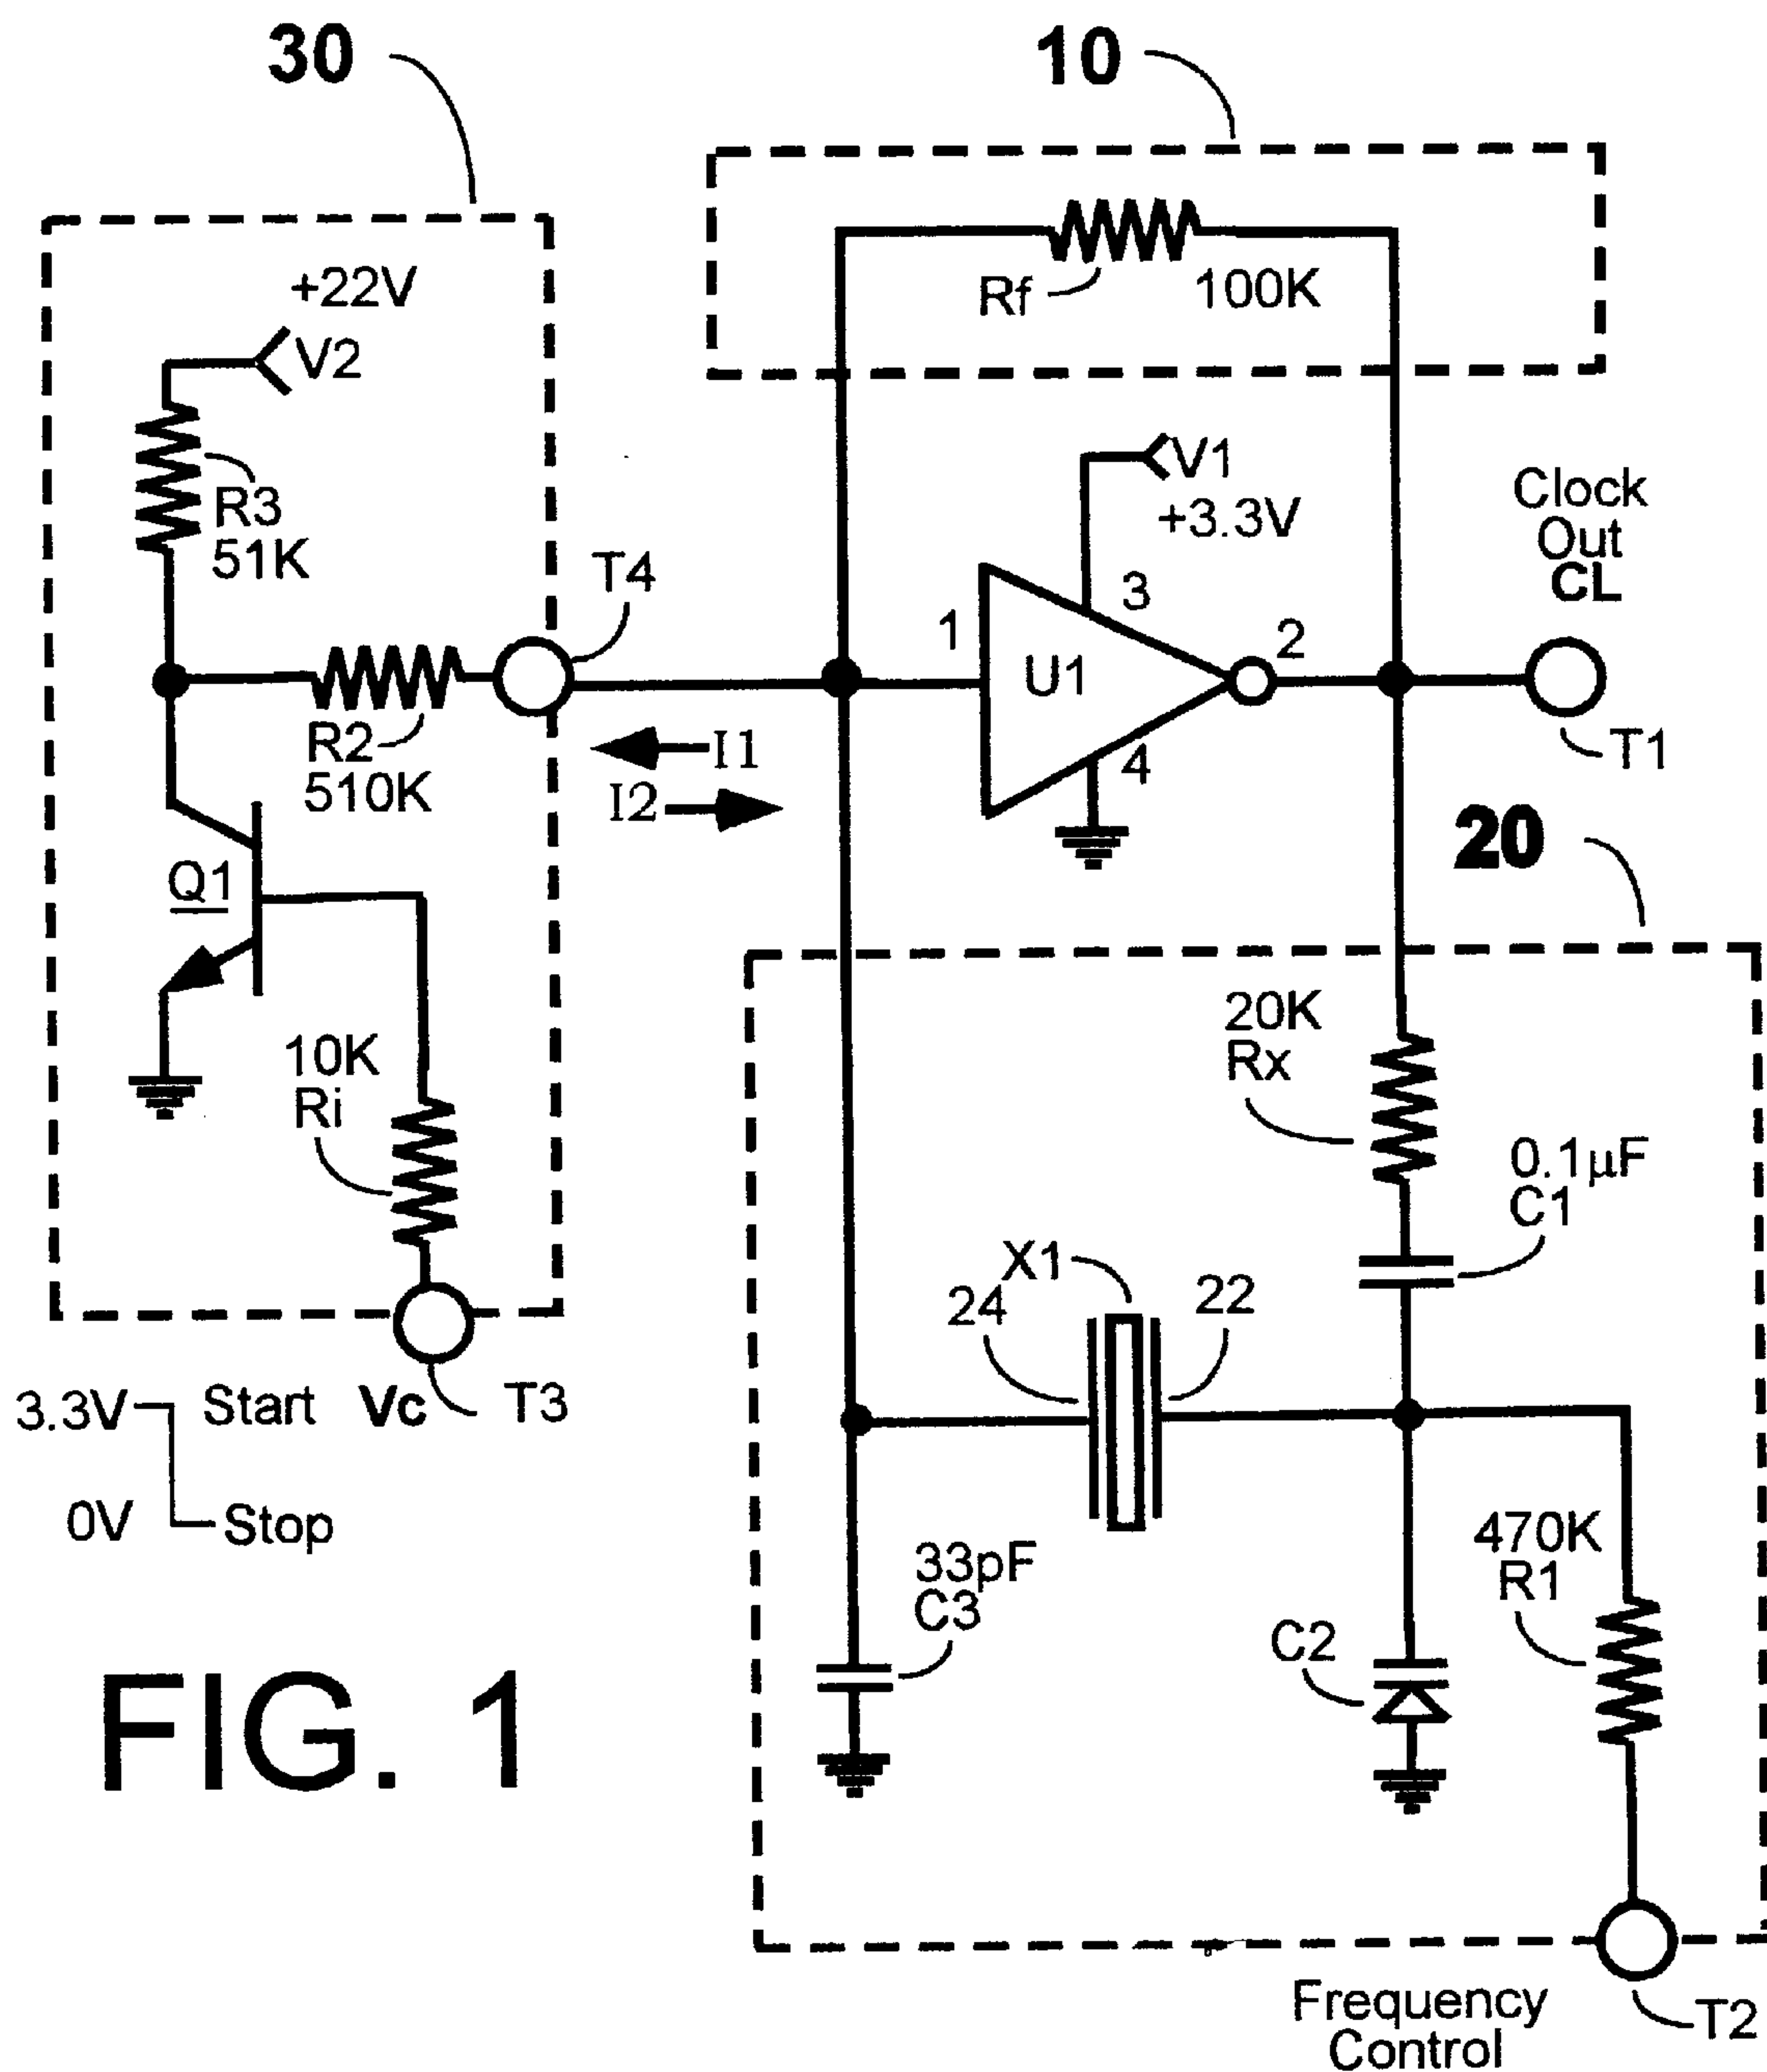 30
10
+22V
V2
Rf
100K
R3
51K
V1
+3.3V
Clock
Out
CL
T4
1
3
2
U1
4
T1
R2
510K
I1
I2
20
Q1
10K
Ri
20K
Rx
0.1µF
C1
X1
24
22
3.3V
Start
Vc
T3
0V
Stop
33pF
C3
C2
470K
R1
FIG. 1
Frequency
Control
T2